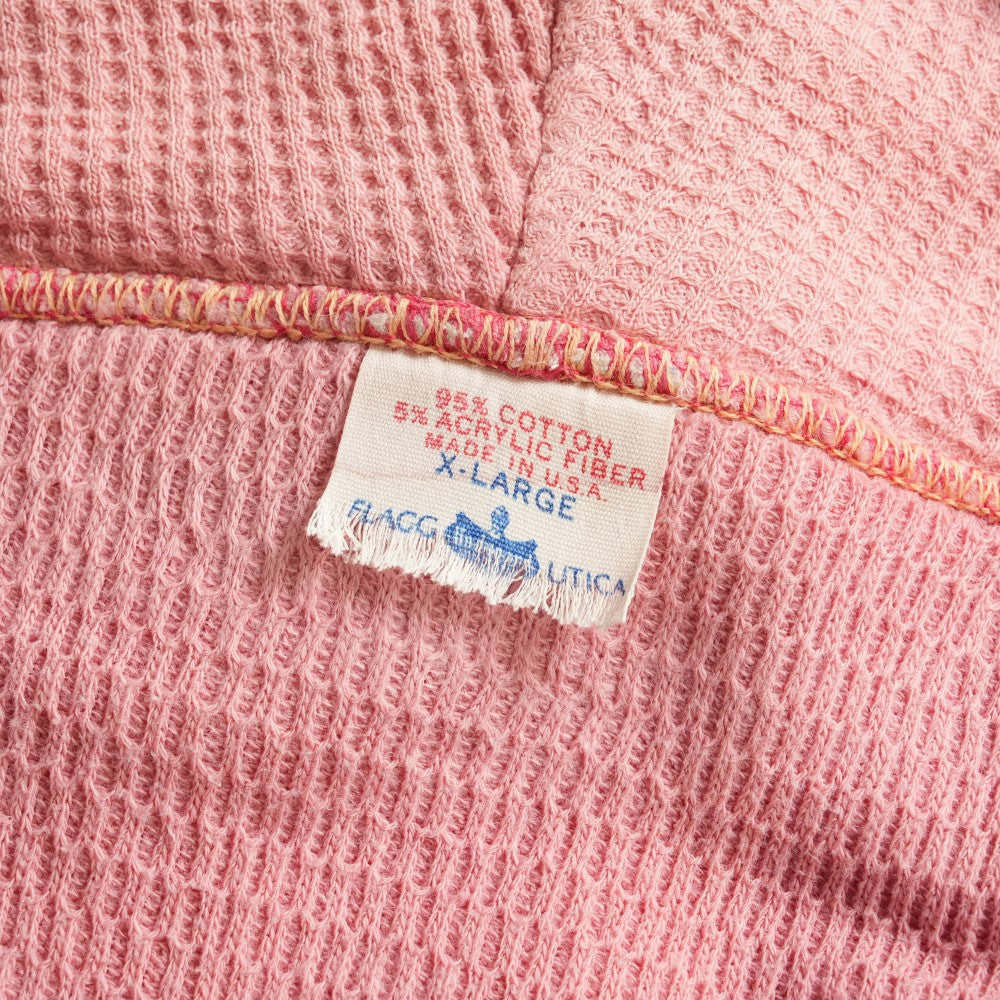 95% COTTON
5% ACRYLIC FIBER
MADE IN U.S.A.
X-LARGE
FLAGG UTICA